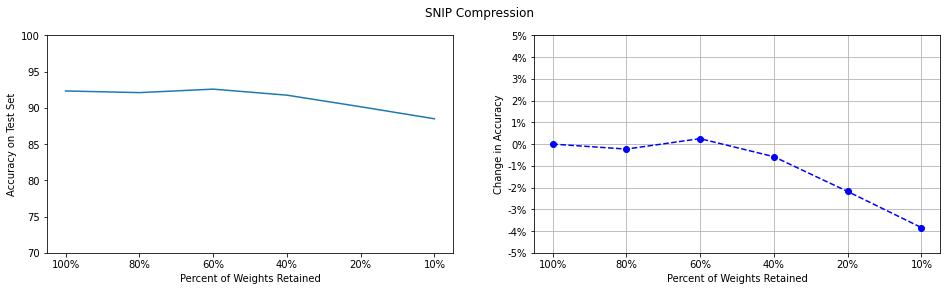 SNIP Compression
Accuracy on Test Set
100
95
90
85
80
75
70
100% 80% 60% 40% 20% 10%
Percent of Weights Retained
Change in Accuracy
5%
4%
3%
2%
1%
0%
-1%
-2%
-3%
-4%
-5%
100% 80% 60% 40% 20% 10%
Percent of Weights Retained